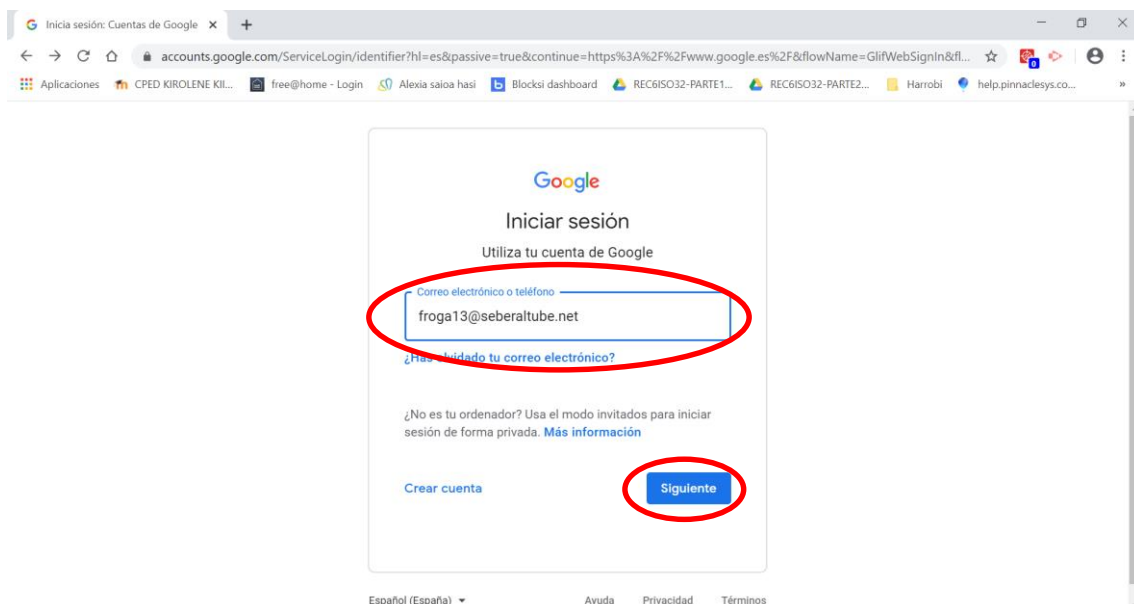 Inicia sesión: Cuentas de Google
accounts.google.com/ServiceLogin/identifier?hl=es&passive=true&continue=https%3A%2F%2Fwww.google.es%2F&flowName=GlifWebSignIn&fl...
Aplicaciones CPED KIROLENE KII... free@home - Login Alexia saioa hasi Blocksi dashboard REC6ISO32-PARTE1... REC6ISO32-PARTE2... Harrobi help.pinnaclesys.co... »
Google
Iniciar sesión
Utiliza tu cuenta de Google
Correo electrónico o teléfono
froga13@seberaltube.net
¿Has olvidado tu correo electrónico?
¿No es tu ordenador? Usa el modo invitados para iniciar
sesión de forma privada. Más información
Crear cuenta Siguiente
Español (España) Ayuda Privacidad Términos